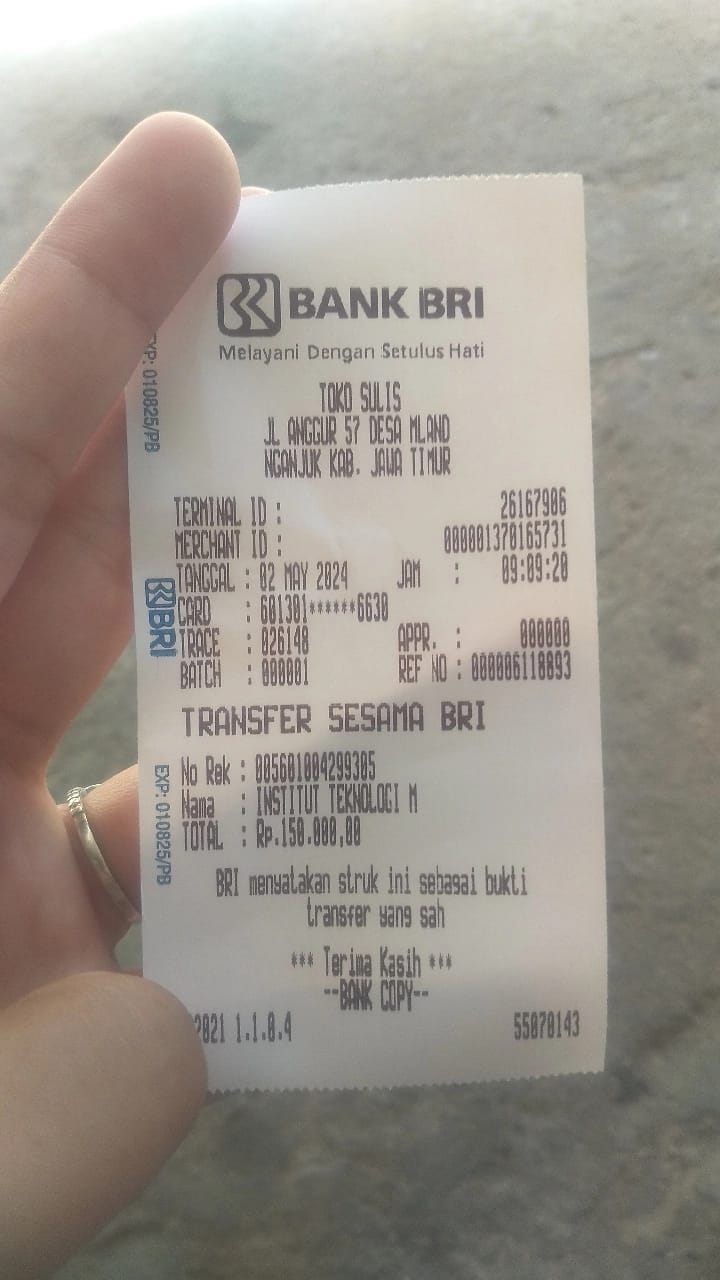 BANK BRI
Melayani Dengan Setulus Hati
TOKO SULIS
JL ANGGUR 57 DESA MLAND
NGANJUK KAB. JAWA TIMUR
TERMINAL ID : 26167906
MERCHANT ID : 000001370165731
TANGGAL : 02 MAY 2024 JAM : 09:09:20
CARD : 601301******6630
TRACE : 026140 APPR. : 000000
BATCH : 000001 REF NO : 000006118893
TRANSFER SESAMA BRI
No Rek : 005601004299305
Nama : INSTITUT TEKNOLOGI M
TOTAL : Rp.150.000,00
BRI menyatakan struk ini sebagai bukti
transfer yang sah
*** Terima Kasih ***
--BANK COPY--
2021 1.1.0.4 55070143
EXP: 010825/PB
BRI
EXP: 010825/PB